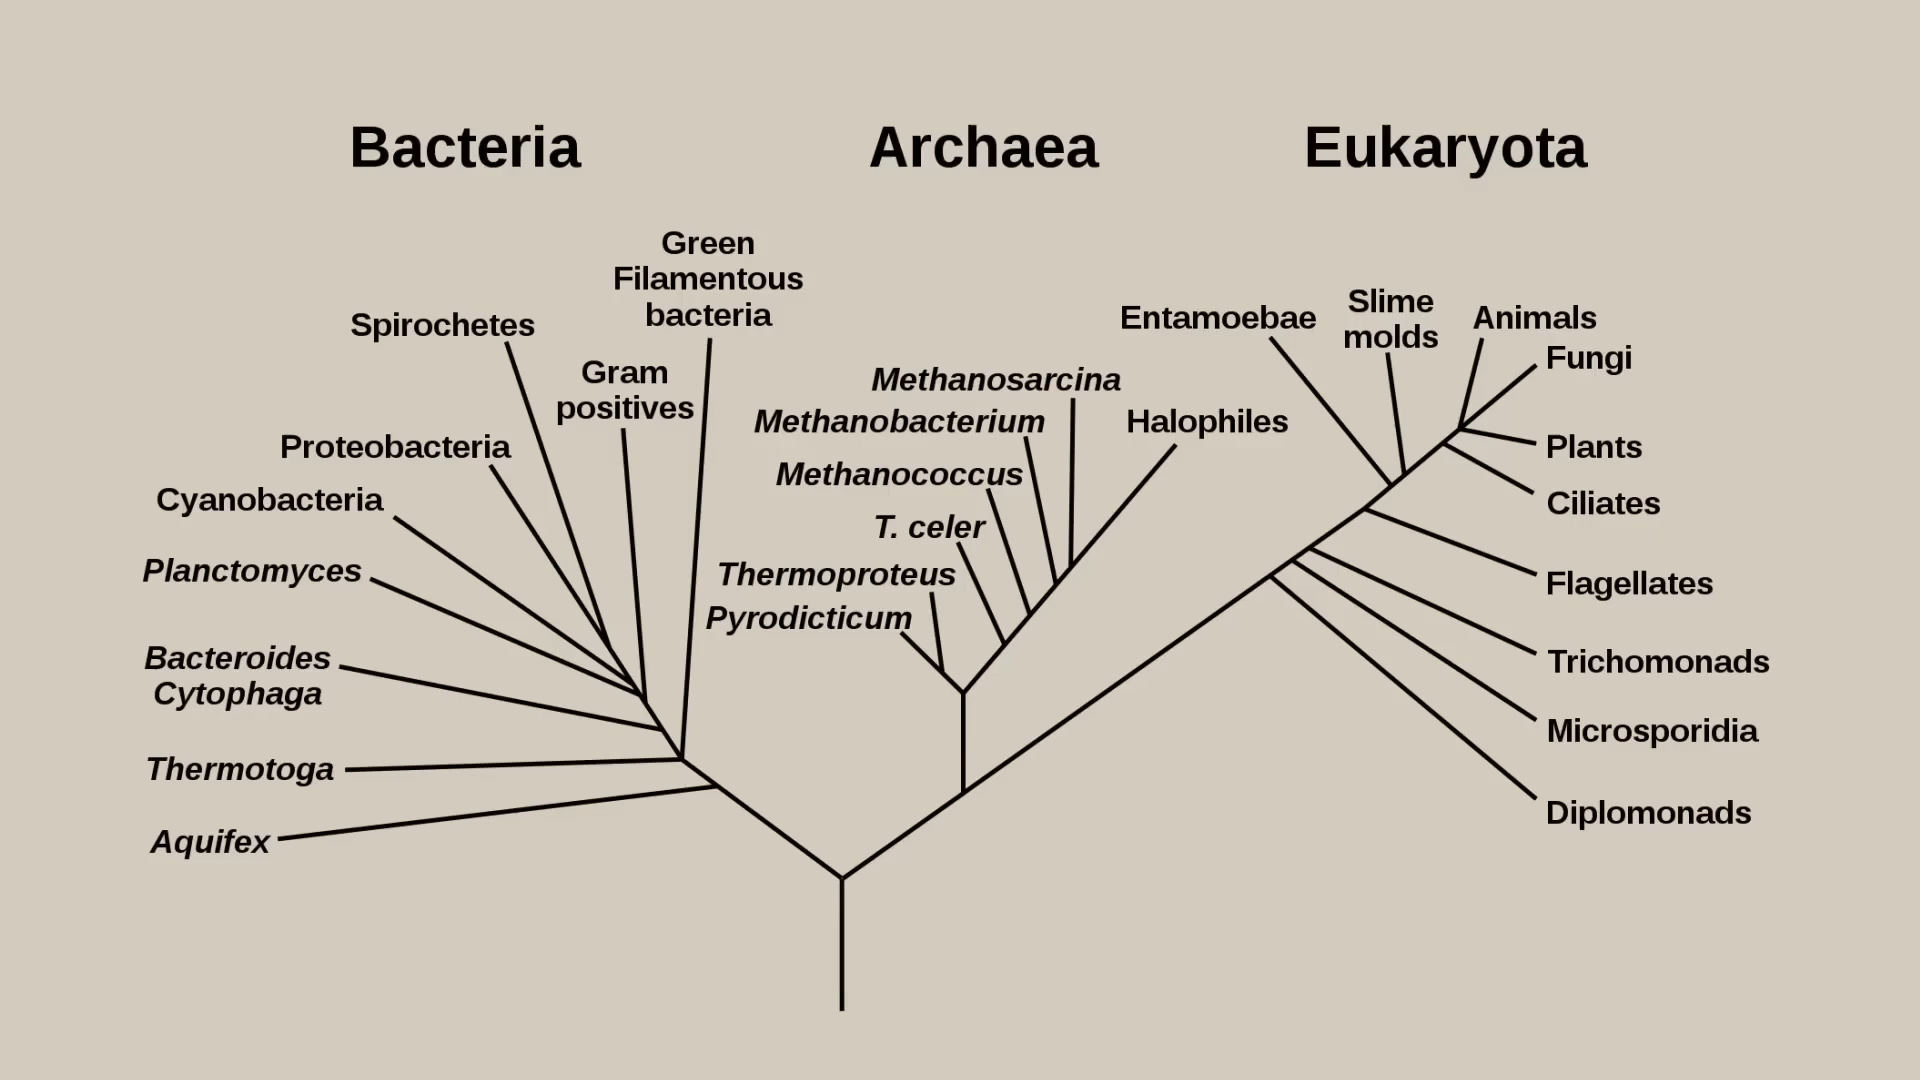 Bacteria
Archaea
Eukaryota
Green
Filamentous
bacteria
Spirochetes
Gram
positives
Proteobacteria
Cyanobacteria
Planctomyces
Bacteroides
Cytophaga
Thermotoga
Aquifex
Methanosarcina
Methanobacterium
Halophiles
Methanococcus
T. celer
Thermoproteus
Pyrodicticum
Entamoebae
Slime
molds
Animals
Fungi
Plants
Ciliates
Flagellates
Trichomonads
Microsporidia
Diplomonads